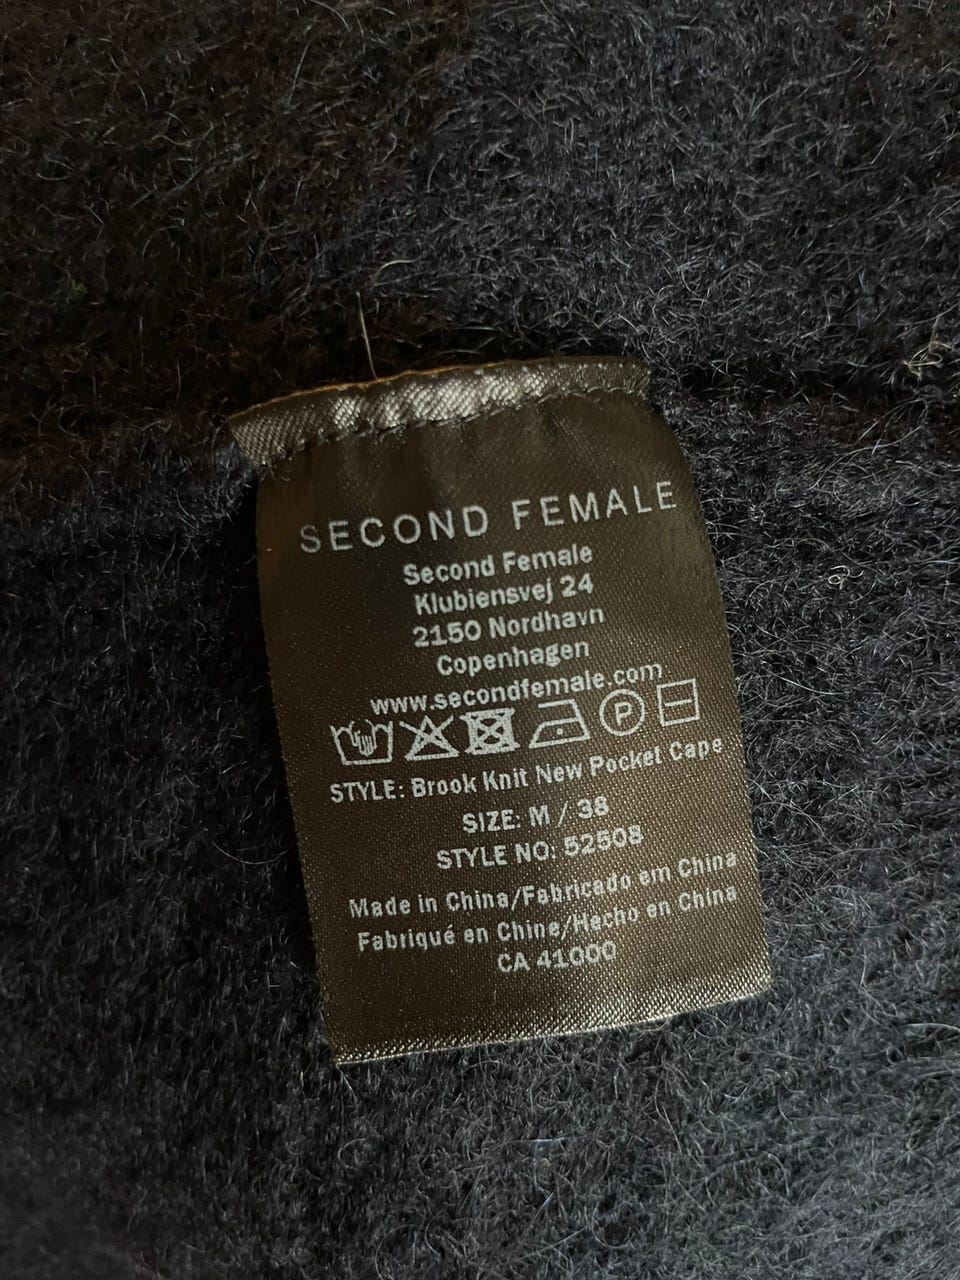 SECOND FEMALE
Second Female
Klubiensvej 24
2150 Nordhavn
Copenhagen
www.secondfemale.com
P
STYLE: Brook Knit New Pocket Cape
SIZE: M / 38
STYLE NO: 52508
Made in China/Fabricado em China
Fabriqué en Chine/Hecho en China
CA 41000